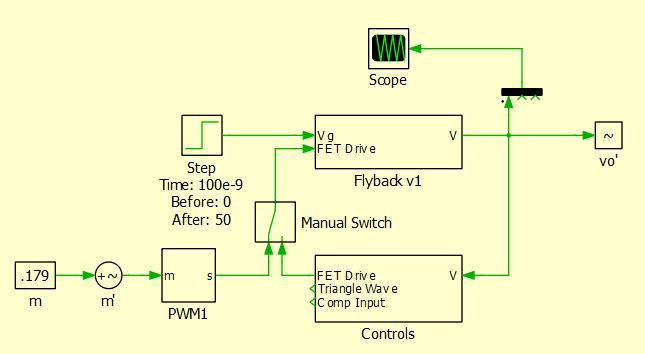 Scope
Vg
FET Drive
V
Flyback v1
~
vo'
Step
Time: 100e-9
Before: 0
After: 50
Manual Switch
.179
m
+~
m'
m
s
PWM1
FET Drive
Triangle Wave
Comp Input
V
Controls